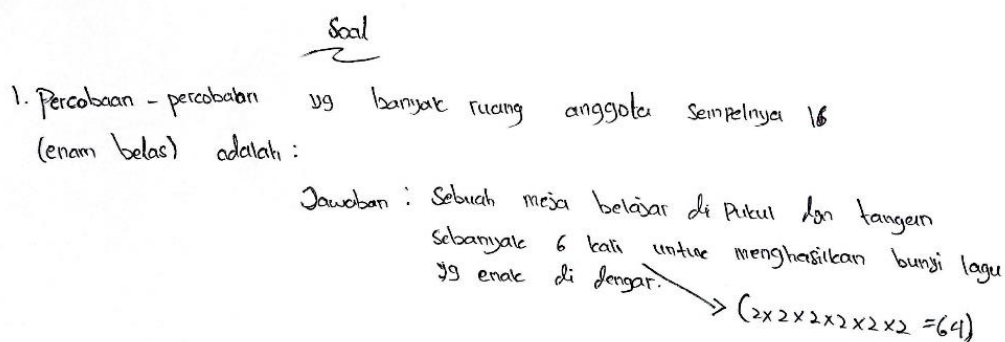 Soal
1. Percobaan - percobaan yg banyak ruang anggota sempelnya 16
(enam belas) adalah :
Jawaban : Sebuah meja belajar di Pukul dgn tangan
Sebanyak 6 kali untuk menghasilkan bunyi lagu
yg enak di dengar.
(2x2x2x2x2x2 =64)